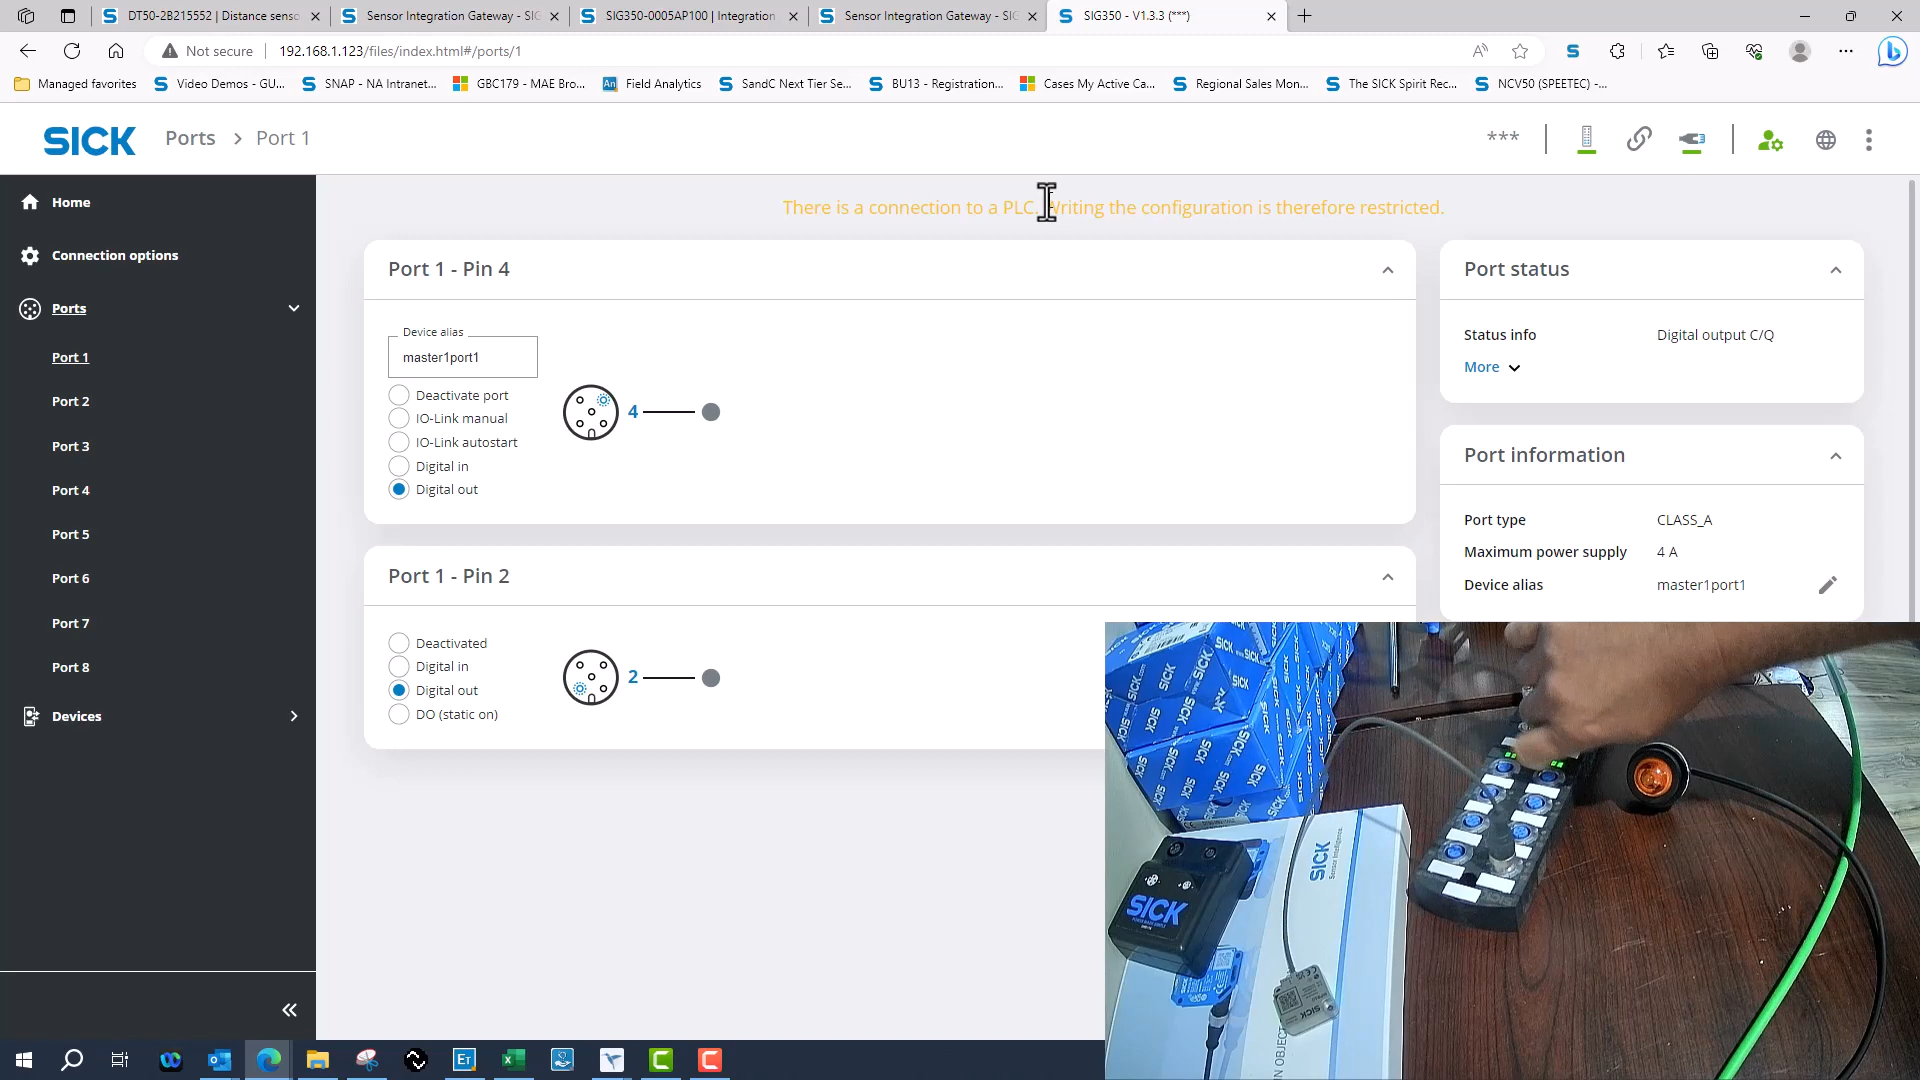 DT50-2B215552 | Distance senso
Sensor Integration Gateway - SIG
SIG350-0005AP100 | Integration
Sensor Integration Gateway - SIG
SIG350 - V1.3.3 (***)
Not secure
192.168.1.123/files/index.html#/ports/1
Managed favorites
Video Demos - GU...
SNAP - NA Intranet...
GBC179 - MAE Bro...
Field Analytics
SandC Next Tier Se...
BU13 - Registration...
Cases My Active Ca...
Regional Sales Mon...
The SICK Spirit Rec...
NCV50 (SPEETEC) -...
SICK
Ports > Port 1
***
Home
Connection options
Ports
Port 1
Port 2
Port 3
Port 4
Port 5
Port 6
Port 7
Port 8
Devices
There is a connection to a PLC. Writing the configuration is therefore restricted.
Port 1 - Pin 4
Device alias
master1port1
Deactivate port
IO-Link manual
IO-Link autostart
Digital in
Digital out
4
Port 1 - Pin 2
Deactivated
Digital in
Digital out
DO (static on)
2
Port status
Status info Digital output C/Q
More
Port information
Port type CLASS_A
Maximum power supply 4 A
Device alias master1port1
SICK
SICK
SICK
Sensor Intelligence.
SICK
SICK